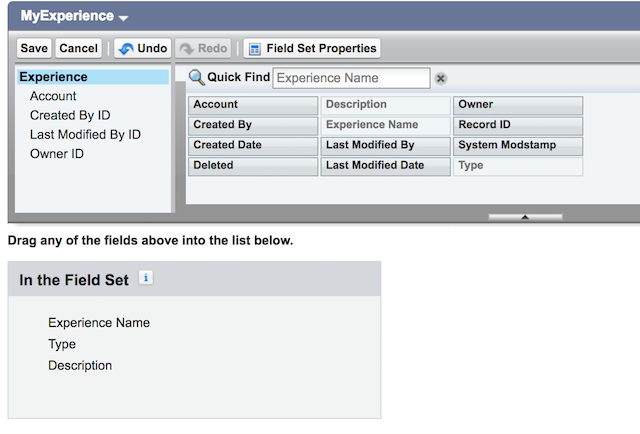 MyExperience
Save Cancel Undo Redo Field Set Properties
Experience
Account
Created By ID
Last Modified By ID
Owner ID
Quick Find Experience Name
Account Description Owner
Created By Experience Name Record ID
Created Date Last Modified By System Modstamp
Deleted Last Modified Date Type
Drag any of the fields above into the list below.
In the Field Set i
Experience Name
Type
Description